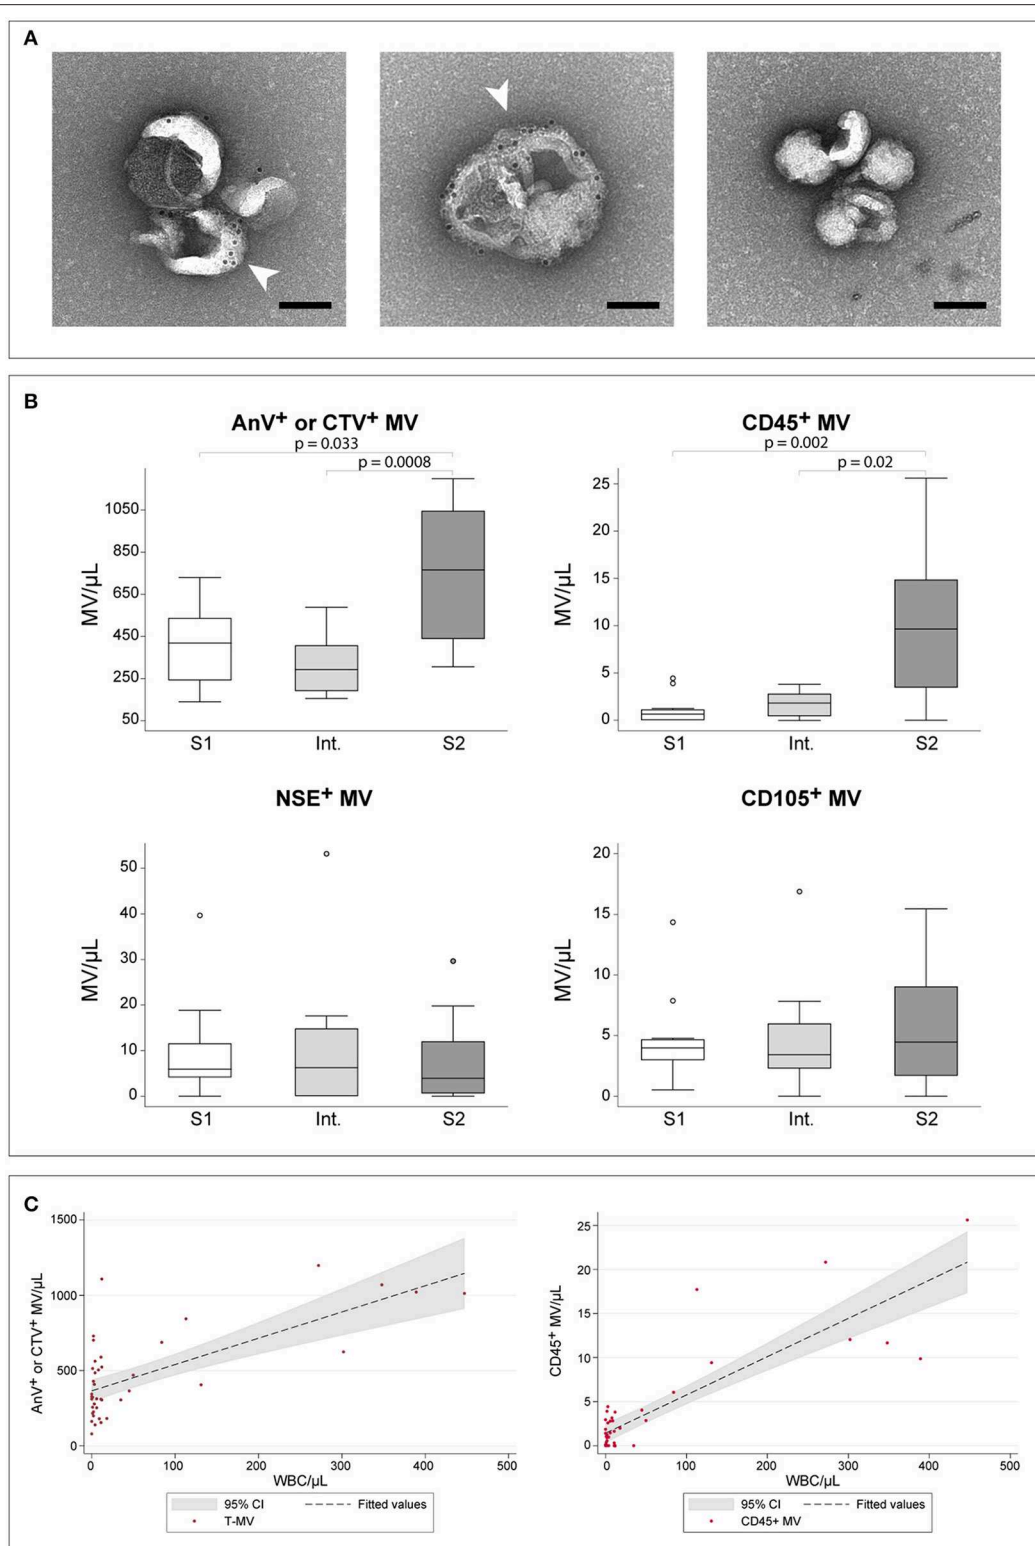 A
B
AnV+ or CTV+ MV
p = 0.033
p = 0.0008
MV/µL
1050
850
650
450
250
50
S1 Int. S2
CD45+ MV
p = 0.002
p = 0.02
MV/µL
25
20
15
10
5
0
S1 Int. S2
NSE+ MV
MV/µL
50
40
30
20
10
0
S1 Int. S2
CD105+ MV
MV/µL
20
15
10
5
0
S1 Int. S2
C
AnV+ or CTV+ MV/µL
1500
1000
500
0
0 100 200 300 400 500
WBC/µL
95% CI Fitted values
T-MV
CD45+ MV/µL
25
20
15
10
5
0
0 100 200 300 400 500
WBC/µL
95% CI Fitted values
CD45+ MV